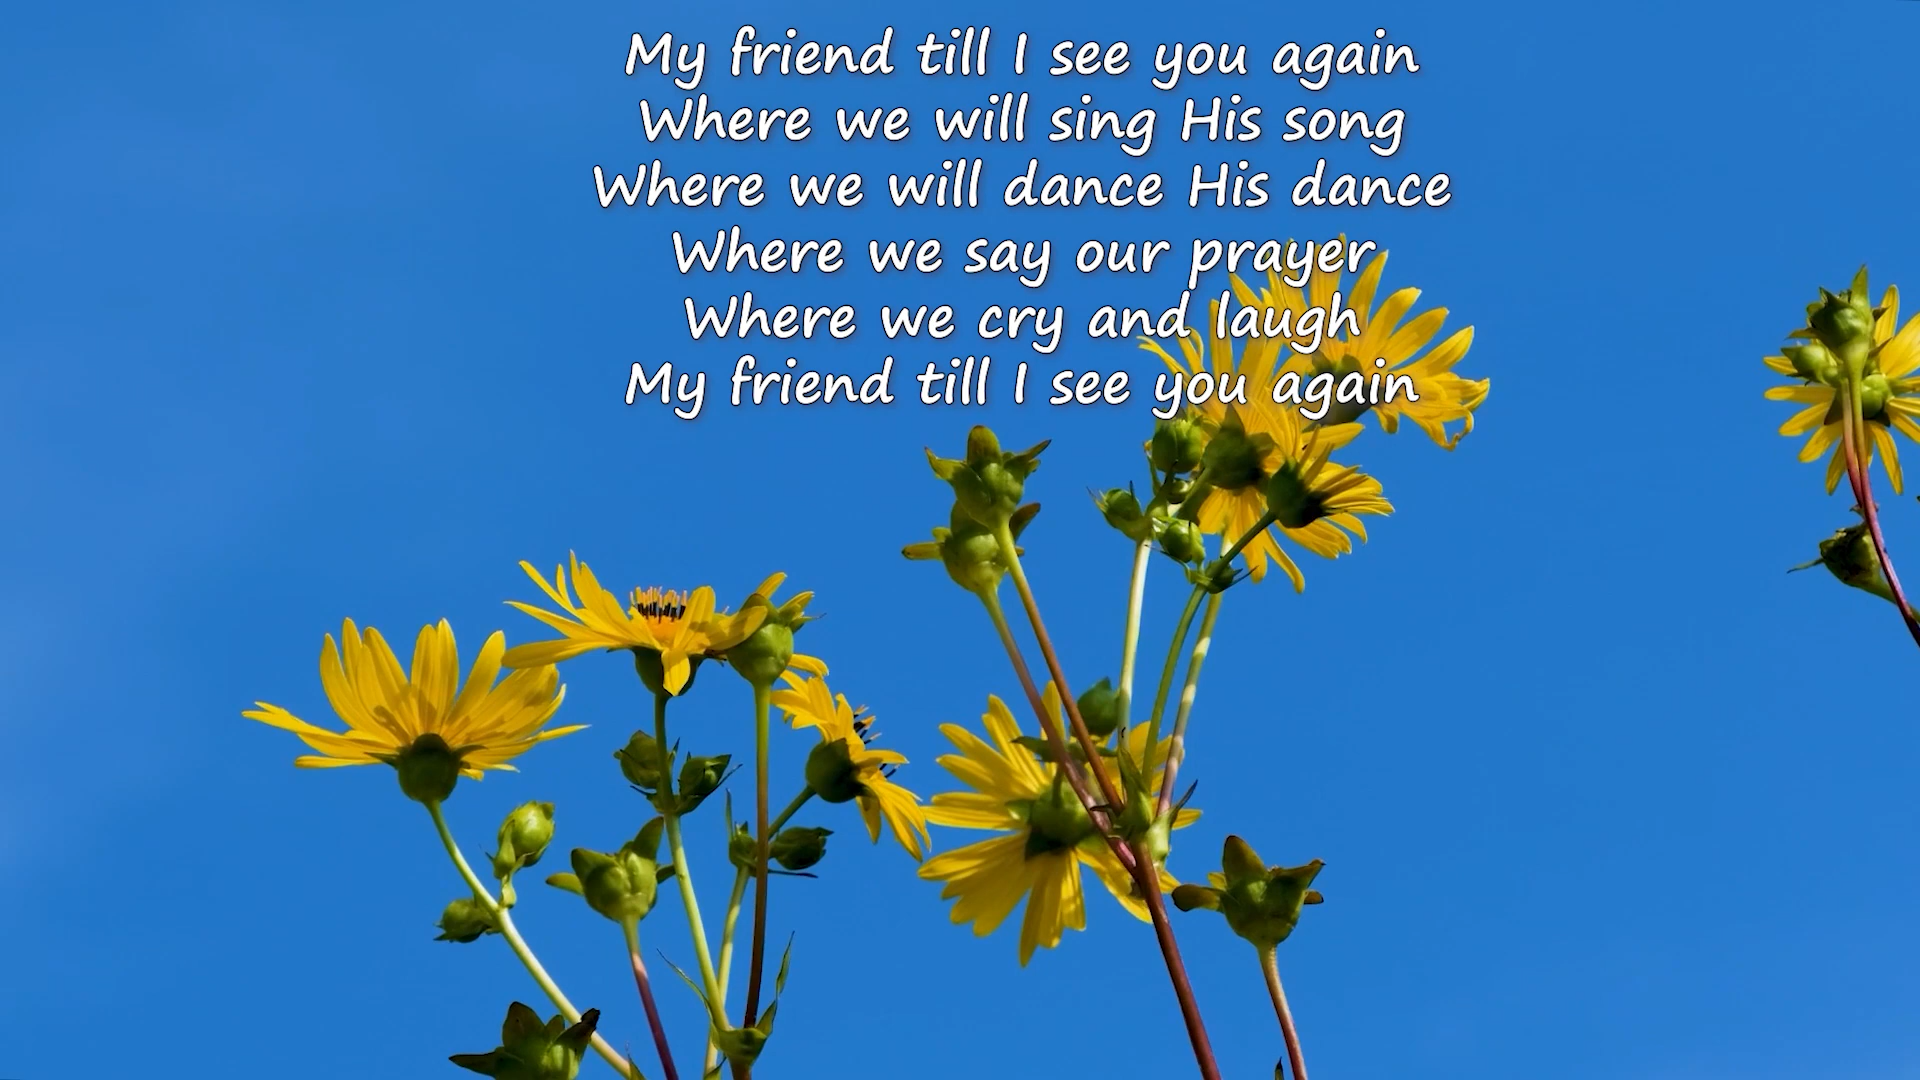 My friend till I see you again
Where we will sing His song
Where we will dance His dance
Where we say our prayer
Where we cry and laugh
My friend till I see you again